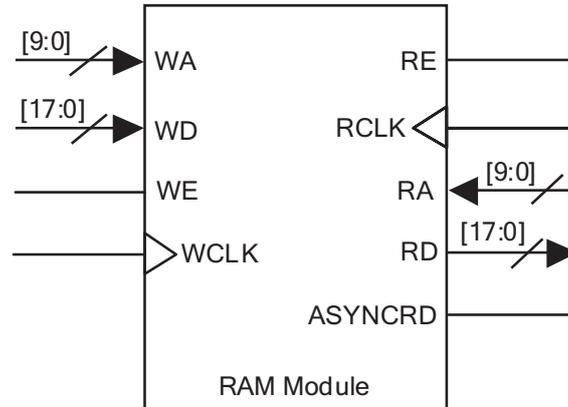 [9:0]
WA
RE
[17:0]
WD
RCLK
[9:0]
WE
RA
[17:0]
WCLK
RD
ASYNCRD
RAM Module